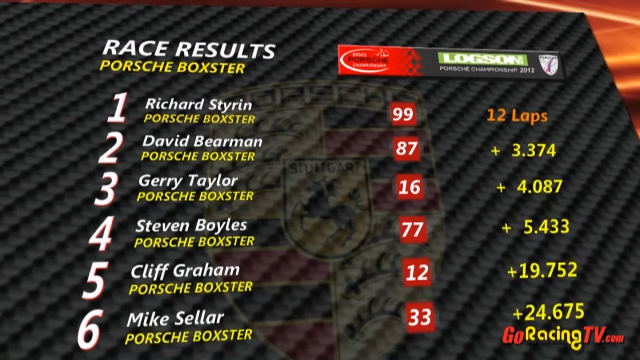 RACE RESULTS
PORSCHE BOXSTER
PORSCHE
CHAMPIONSHIP
LOGSON
PORSCHE CHAMPIONSHIP 2012
1 Richard Styrin 99 12 Laps
PORSCHE BOXSTER
2 David Bearman 87 + 3.374
PORSCHE BOXSTER
3 Gerry Taylor 16 + 4.087
PORSCHE BOXSTER
4 Steven Boyles 77 + 5.433
PORSCHE BOXSTER
5 Cliff Graham 12 +19.752
PORSCHE BOXSTER
6 Mike Sellar 33 +24.675
PORSCHE BOXSTER
STUTTGART
GoRacingTV.com